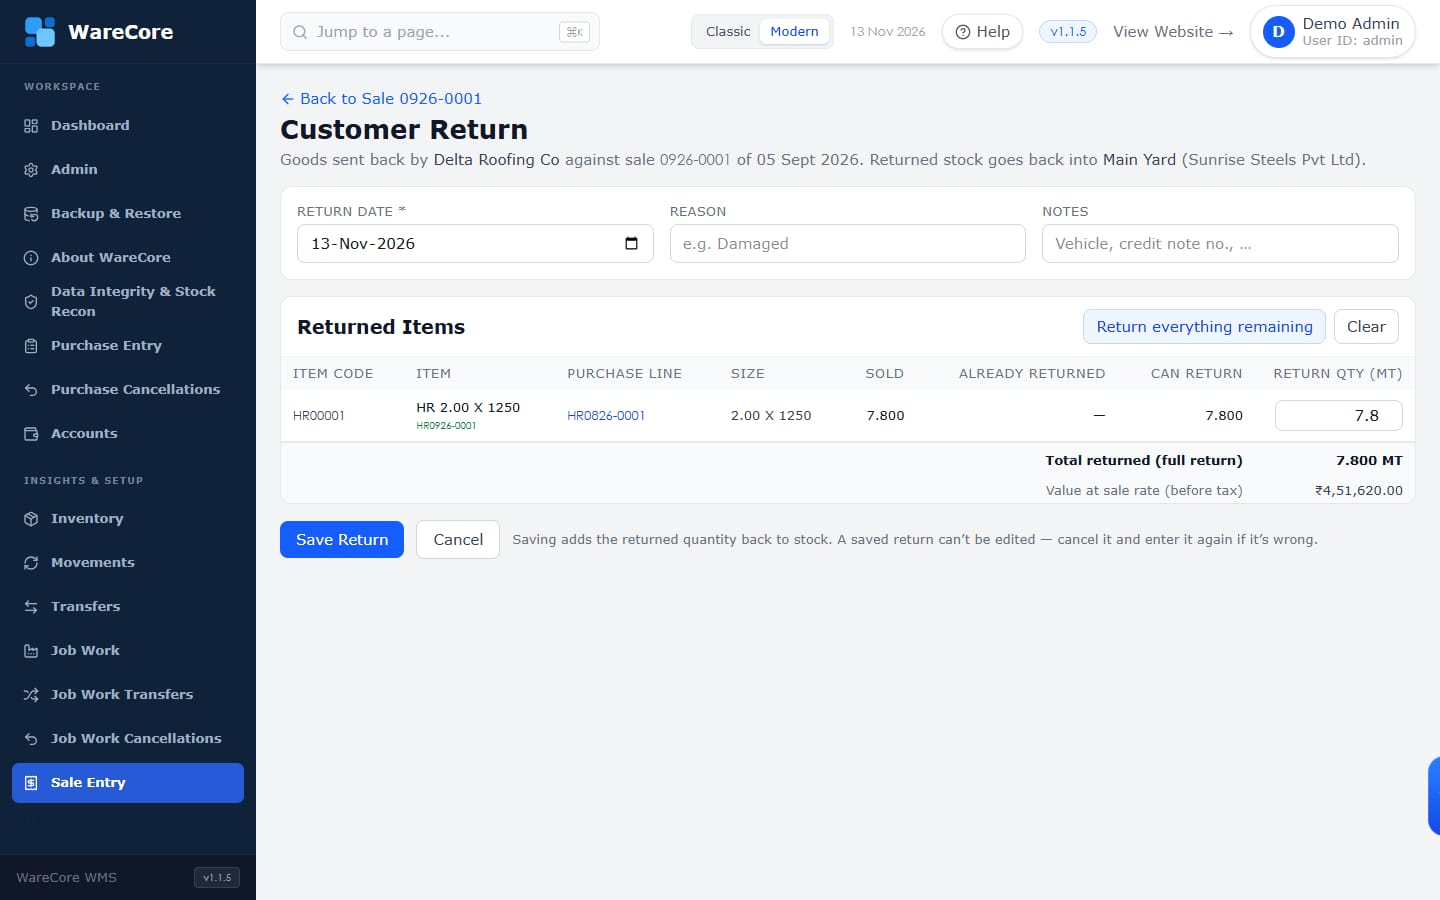 WareCore
Jump to a page...
⌘K
Classic
Modern
13 Nov 2026
Help
v1.1.5
View Website →
D
Demo Admin
User ID: admin
WORKSPACE
Dashboard
Admin
Backup & Restore
About WareCore
Data Integrity & Stock
Recon
Purchase Entry
Purchase Cancellations
Accounts
INSIGHTS & SETUP
Inventory
Movements
Transfers
Job Work
Job Work Transfers
Job Work Cancellations
Sale Entry
WareCore WMS
v1.1.5
← Back to Sale 0926-0001
Customer Return
Goods sent back by Delta Roofing Co against sale 0926-0001 of 05 Sept 2026. Returned stock goes back into Main Yard (Sunrise Steels Pvt Ltd).
RETURN DATE *
REASON
NOTES
13-Nov-2026
e.g. Damaged
Vehicle, credit note no., …
Returned Items
Return everything remaining
Clear
ITEM CODE
ITEM
PURCHASE LINE
SIZE
SOLD
ALREADY RETURNED
CAN RETURN
RETURN QTY (MT)
HR00001
HR 2.00 X 1250
HR0926-0001
HR0826-0001
2.00 X 1250
7.800
—
7.800
7.8
Total returned (full return)
7.800 MT
Value at sale rate (before tax)
₹4,51,620.00
Save Return
Cancel
Saving adds the returned quantity back to stock. A saved return can’t be edited — cancel it and enter it again if it’s wrong.